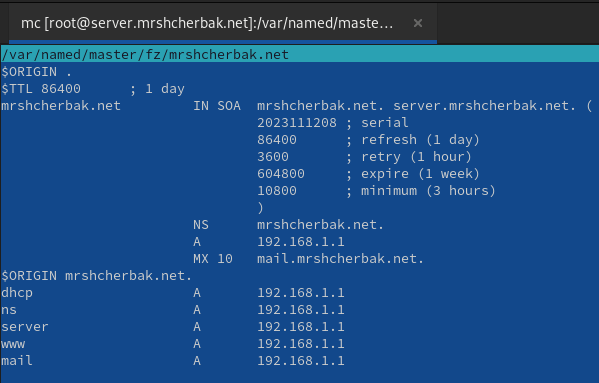 mc [root@server.mrshcherbak.net]:/var/named/maste… ×
/var/named/master/fz/mrshcherbak.net
$ORIGIN .
$TTL 86400 ; 1 day
mrshcherbak.net IN SOA mrshcherbak.net. server.mrshcherbak.net. (
2023111208 ; serial
86400 ; refresh (1 day)
3600 ; retry (1 hour)
604800 ; expire (1 week)
10800 ; minimum (3 hours)
)
NS mrshcherbak.net.
A 192.168.1.1
MX 10 mail.mrshcherbak.net.
$ORIGIN mrshcherbak.net.
dhcp A 192.168.1.1
ns A 192.168.1.1
server A 192.168.1.1
www A 192.168.1.1
mail A 192.168.1.1